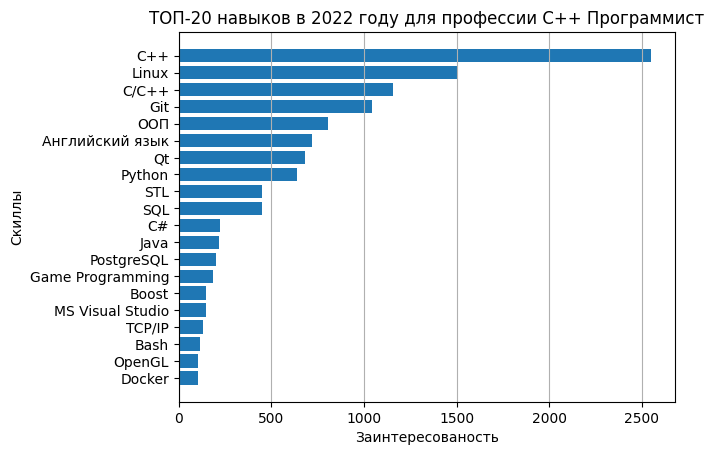 ТОП-20 навыков в 2022 году для профессии C++ Программист
C++
Linux
C/C++
Git
ООП
Английский язык
Qt
Python
STL
SQL
C#
Java
PostgreSQL
Game Programming
Boost
MS Visual Studio
TCP/IP
Bash
OpenGL
Docker
Скиллы
0 500 1000 1500 2000 2500
Заинтересованость